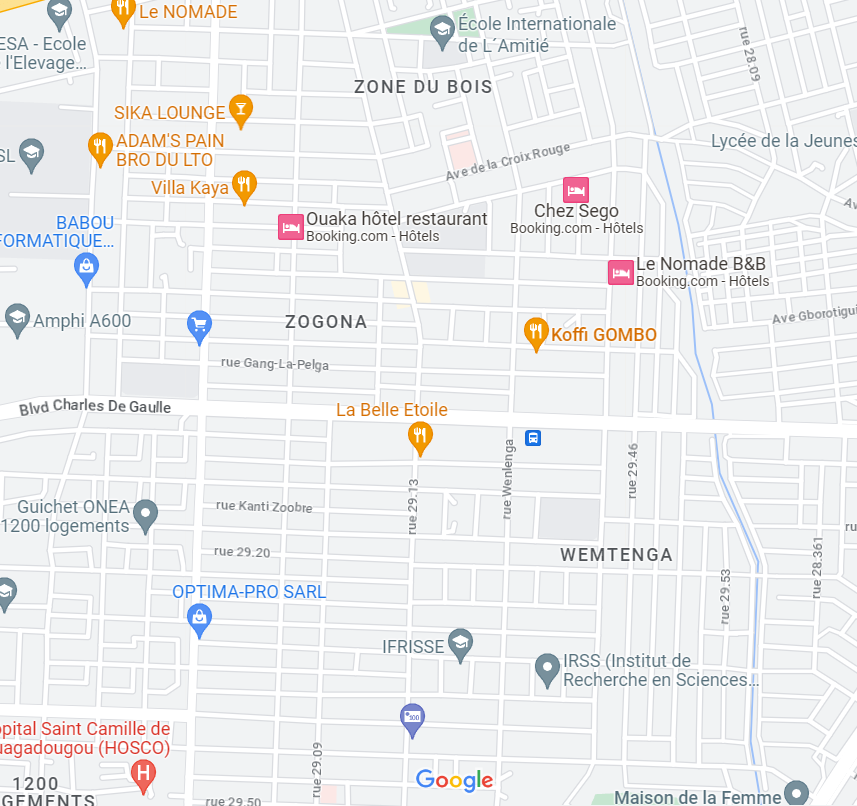 Le NOMADE
École Internationale
de L´Amitié
rue 28.09
ESA - Ecole
l'Elevage...
ZONE DU BOIS
SIKA LOUNGE
ADAM'S PAIN
BRO DU LTO
SL
Lycée de la Jeunes
Ave de la Croix Rouge
Villa Kaya
Av
Ouaka hôtel restaurant
Booking.com - Hôtels
Chez Sego
Booking.com - Hôtels
BABOU
FORMATIQUE...
Le Nomade B&B
Booking.com - Hôtels
Amphi A600
ZOGONA
Ave Gborotigui
Koffi GOMBO
rue Gang-La-Pelga
Blvd Charles De Gaulle
La Belle Etoile
rue Wenlenga
rue 29.46
rue 29.13
Guichet ONEA
1200 logements
rue Kanti Zoobre
ru
rue 29.20
WEMTENGA
rue 28.361
rue 29.53
OPTIMA-PRO SARL
IFRISSE
IRSS (Institut de
Recherche en Sciences...
opital Saint Camille de
uagadougou (HOSCO)
H
rue 29.09
Google
1200
GEMENTS
rue 29.50
Maison de la Femme